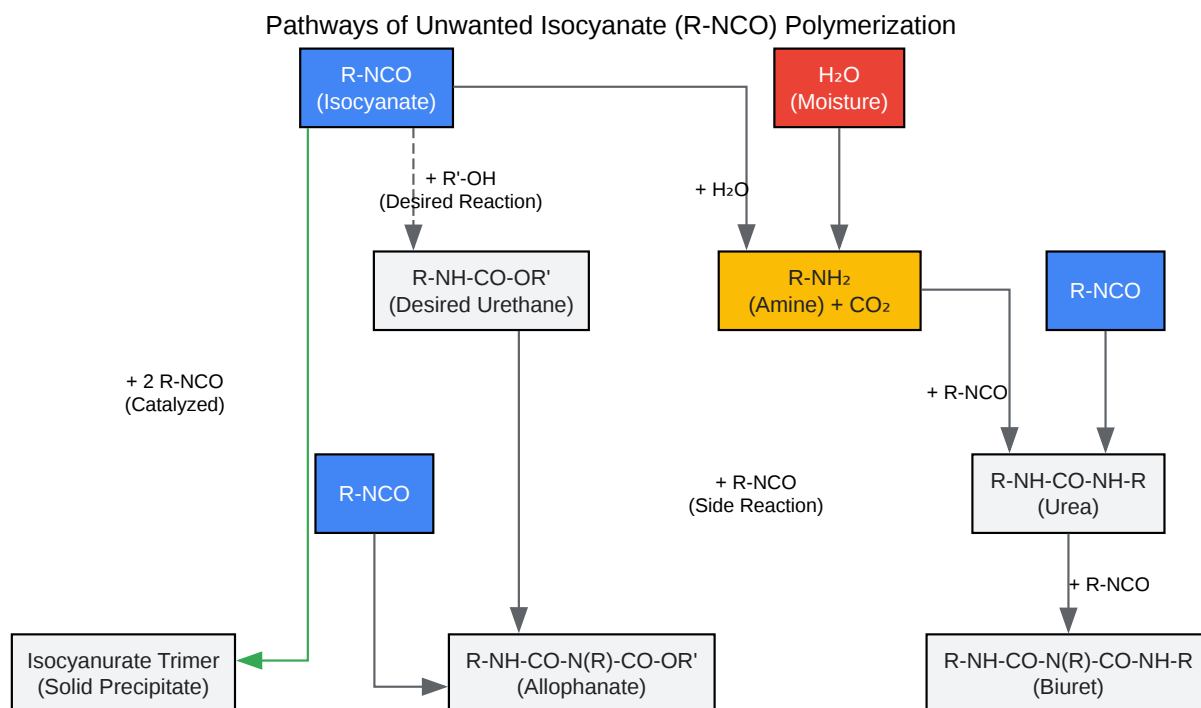 Pathways of Unwanted Isocyanate (R-NCO) Polymerization
R-NCO
(Isocyanate)
H₂O
(Moisture)
+ R'-OH
(Desired Reaction)
+ H₂O
R-NH-CO-OR'
(Desired Urethane)
R-NH₂
(Amine) + CO₂
R-NCO
+ 2 R-NCO
(Catalyzed)
+ R-NCO
R-NCO
+ R-NCO
(Side Reaction)
R-NH-CO-NH-R
(Urea)
+ R-NCO
Isocyanurate Trimer
(Solid Precipitate)
R-NH-CO-N(R)-CO-OR'
(Allophanate)
R-NH-CO-N(R)-CO-NH-R
(Biuret)